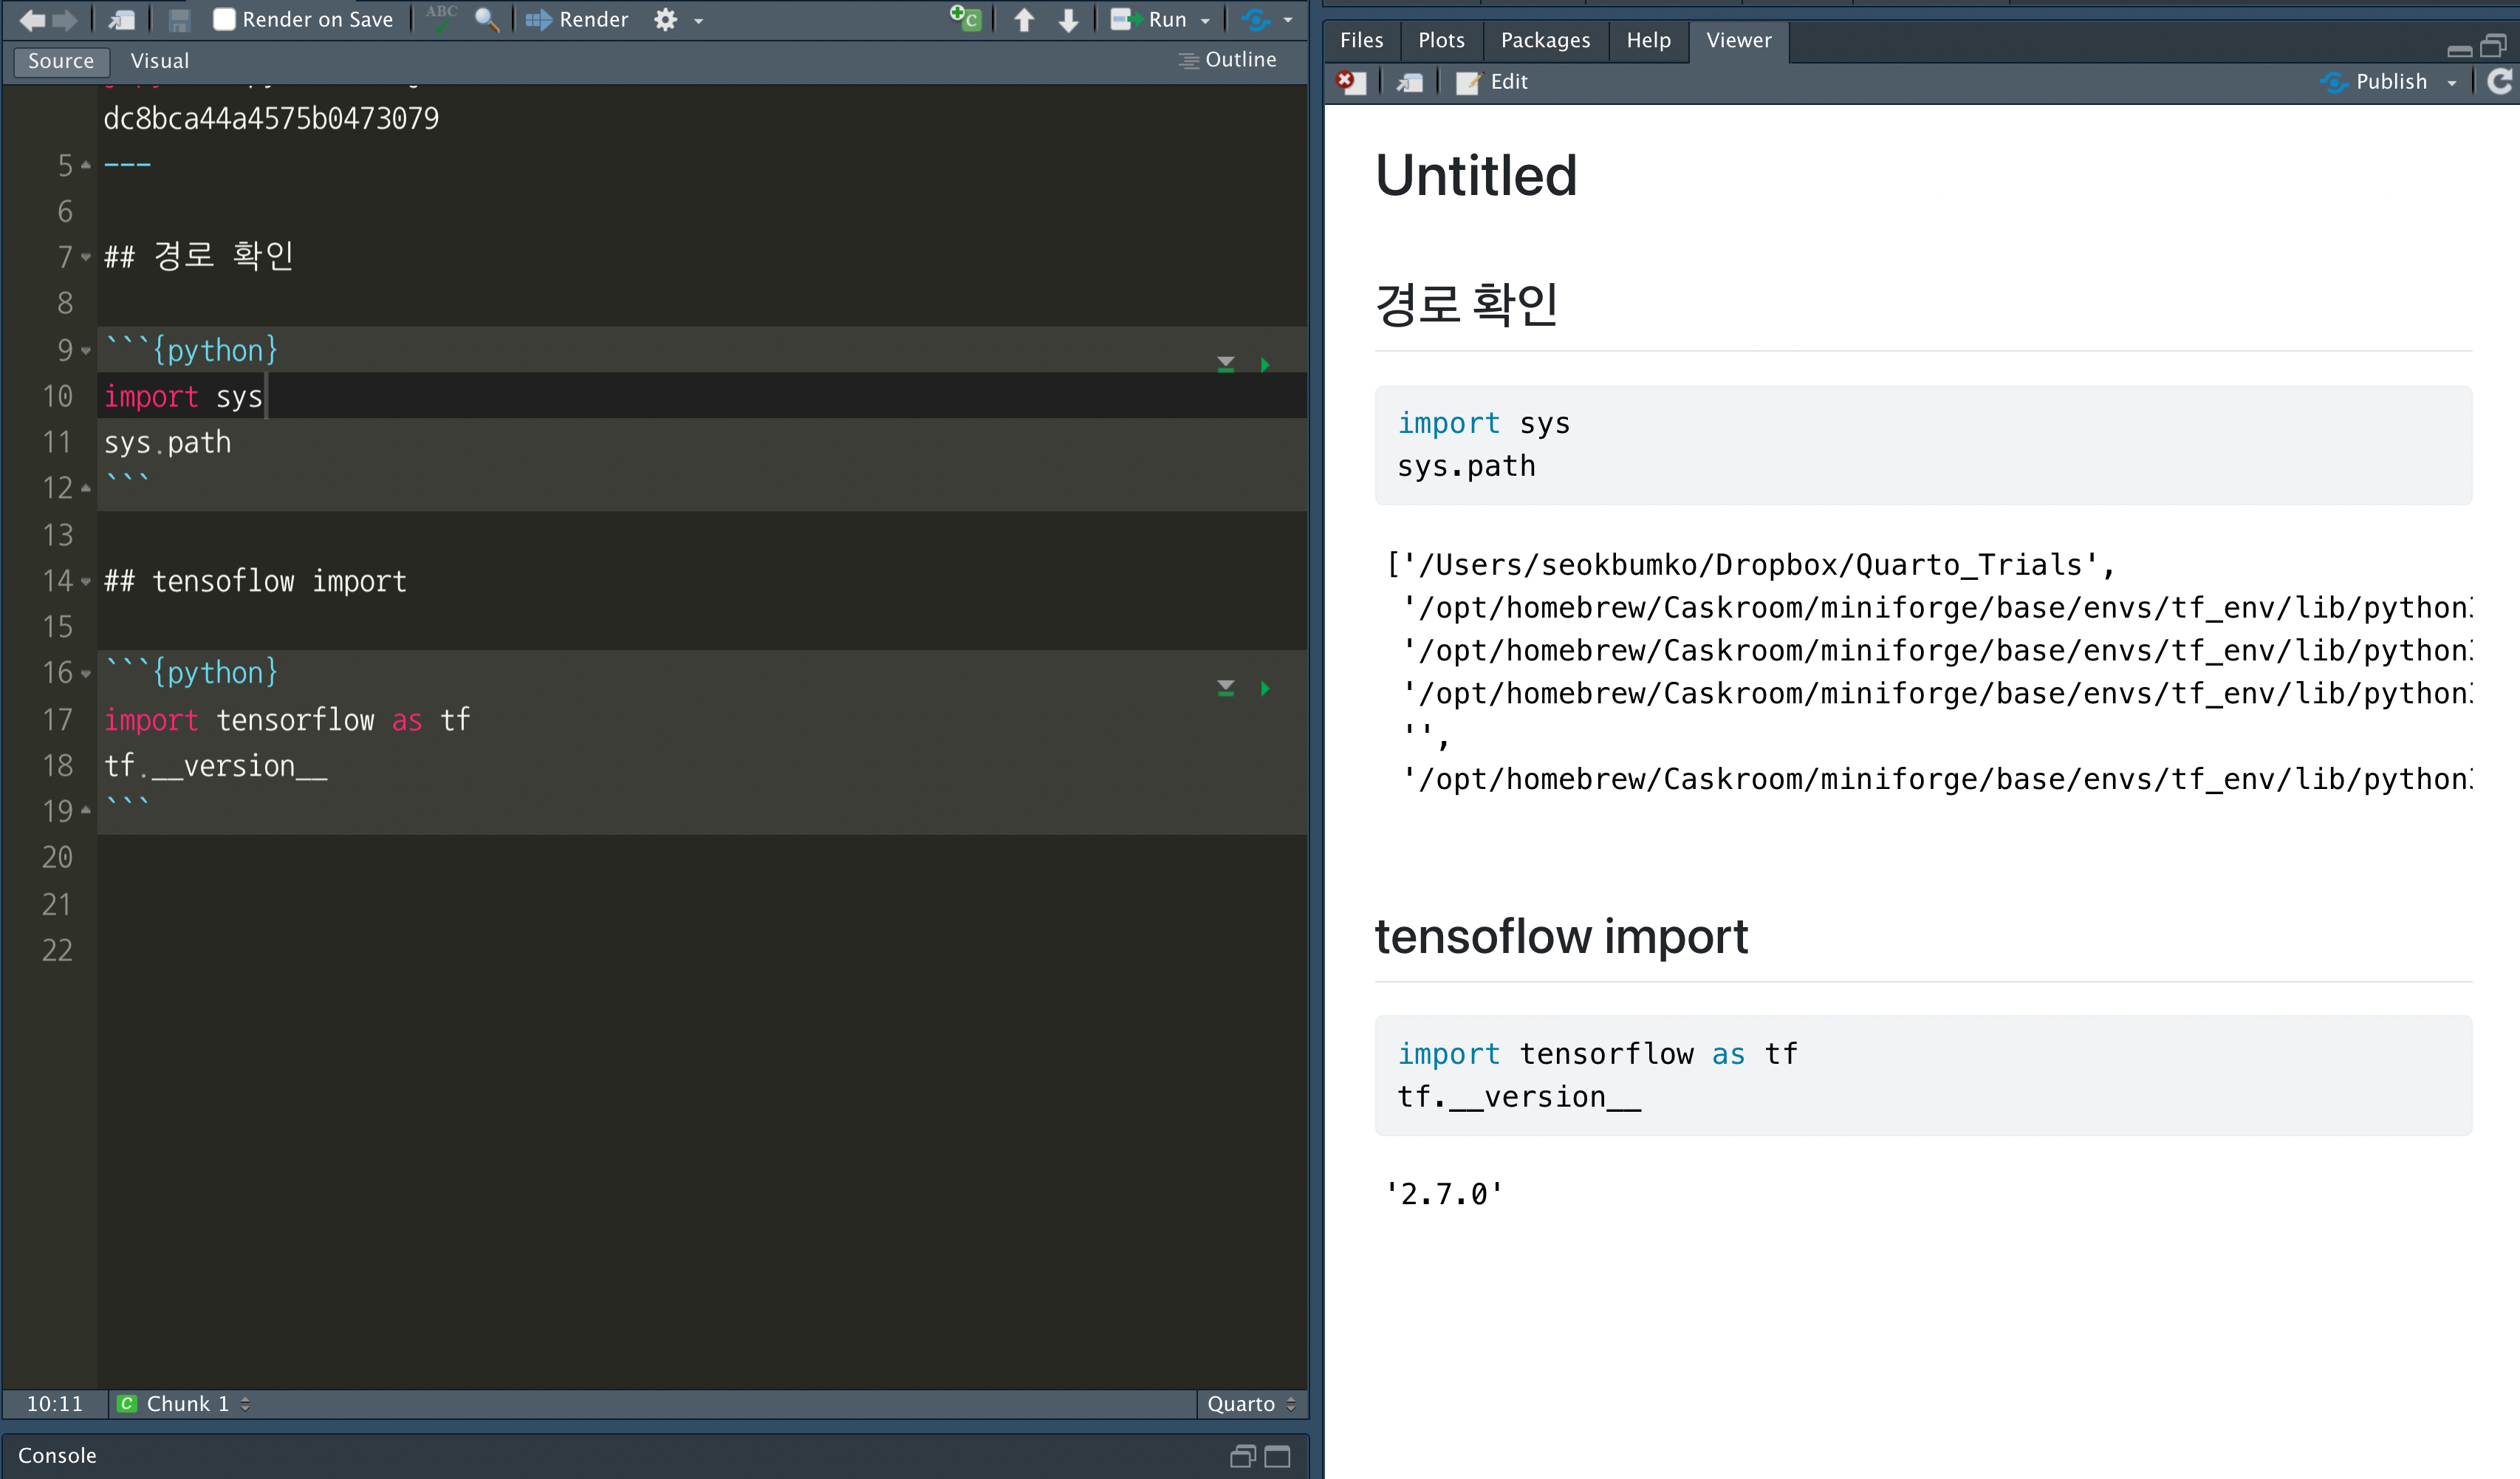 Render on Save
ABC
Render
Run
Source
Visual
Outline
dc8bca44a4575b0473079
5 ---
6
7 ## 경로 확인
8
9 ```{python}
10 import sys
11 sys.path
12 ```
13
14 ## tensoflow import
15
16 ```{python}
17 import tensorflow as tf
18 tf.__version__
19 ```
20
21
22
10:11
C Chunk 1
Quarto
Console
Files
Plots
Packages
Help
Viewer
Edit
Publish
Untitled
경로 확인
import sys
sys.path
['/Users/seokbumko/Dropbox/Quarto_Trials',
'/opt/homebrew/Caskroom/miniforge/base/envs/tf_env/lib/python
'/opt/homebrew/Caskroom/miniforge/base/envs/tf_env/lib/python
'/opt/homebrew/Caskroom/miniforge/base/envs/tf_env/lib/python
'',
'/opt/homebrew/Caskroom/miniforge/base/envs/tf_env/lib/python
tensoflow import
import tensorflow as tf
tf.__version__
'2.7.0'